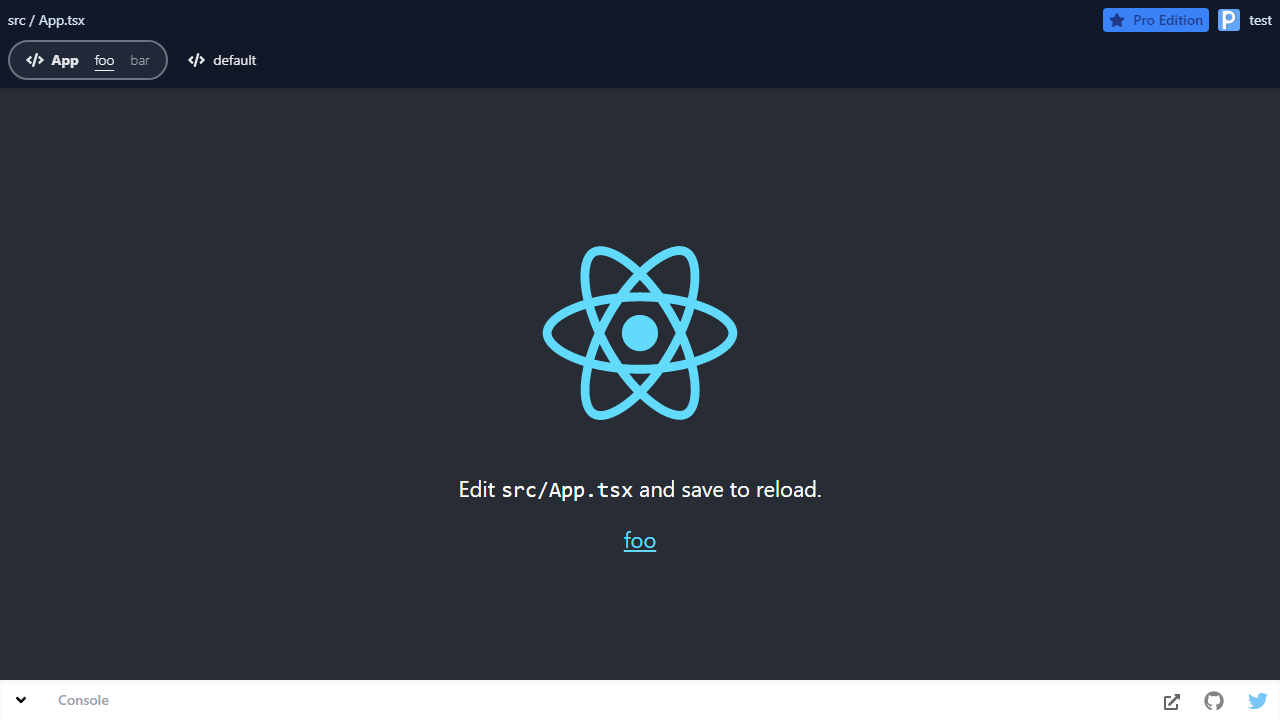 src / App.tsx
Pro Edition
P test
App foo bar
default
Edit src/App.tsx and save to reload.
foo
Console